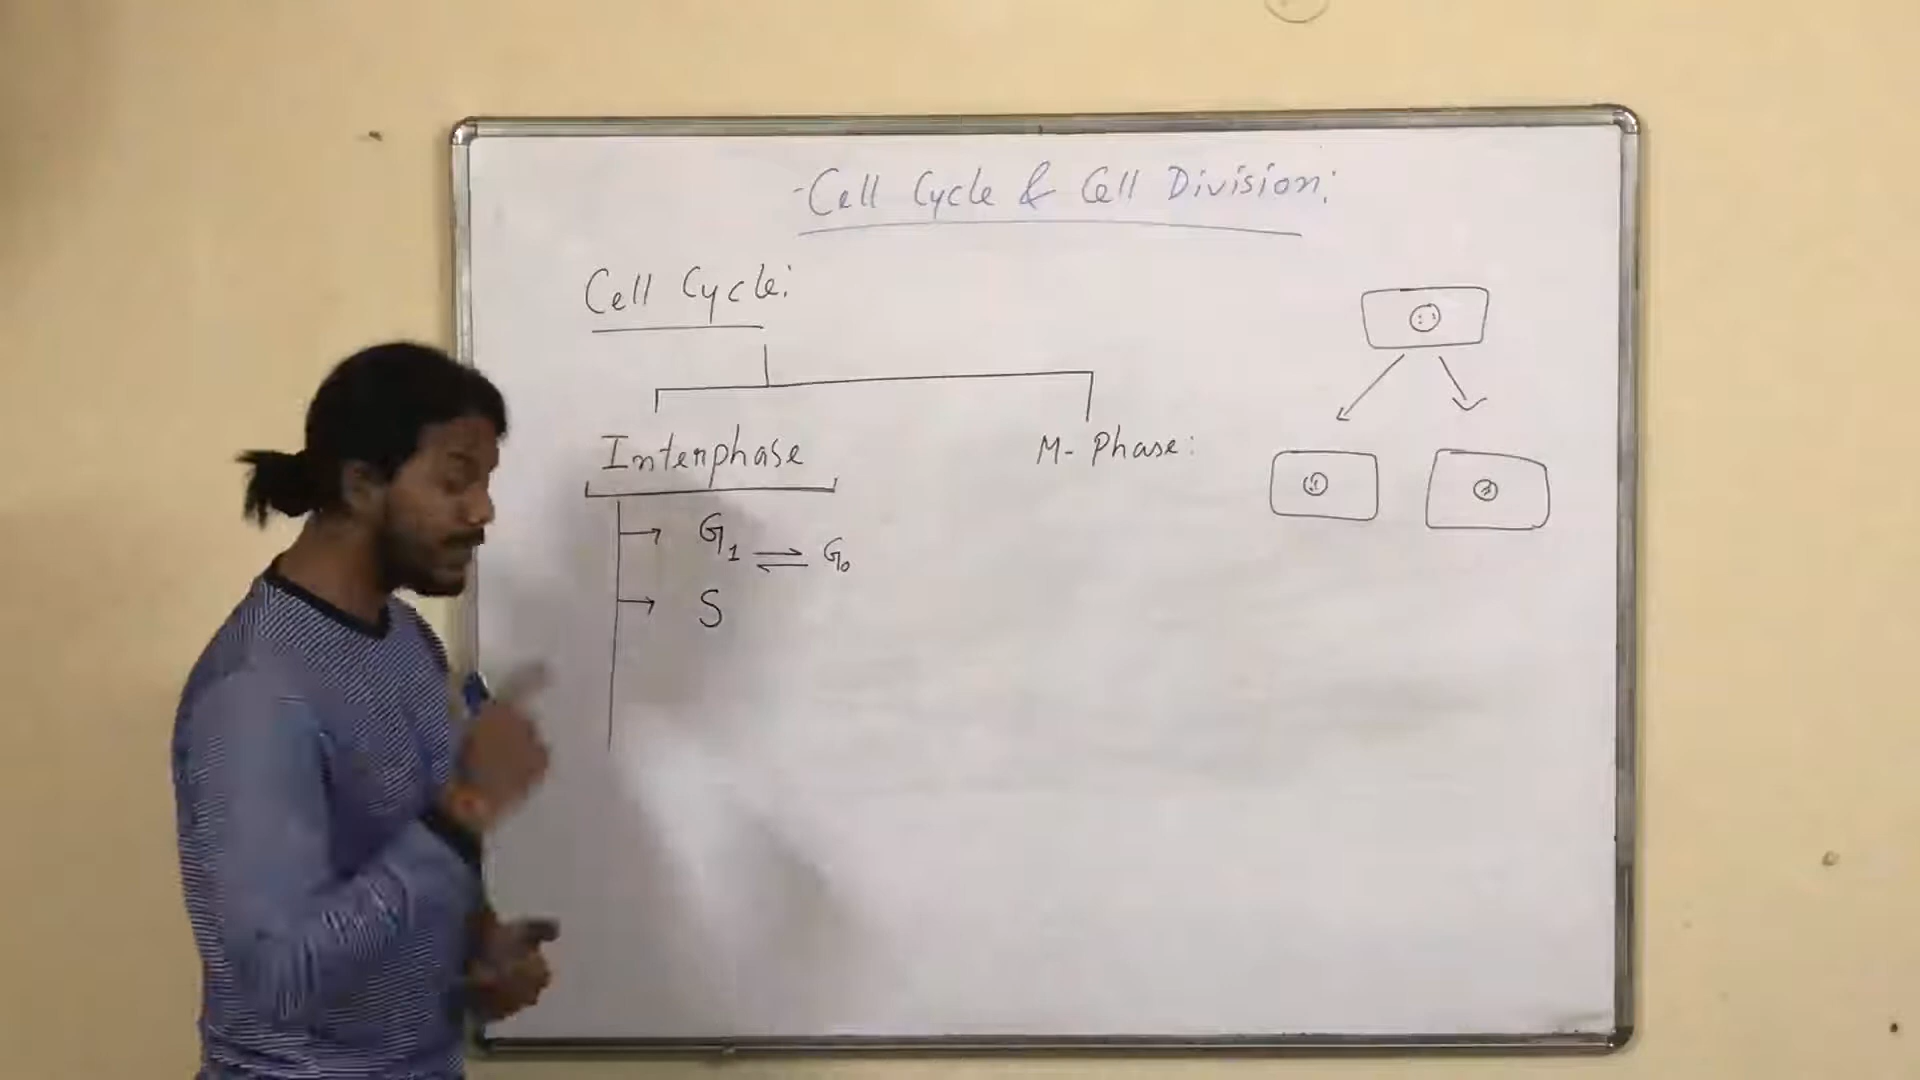 -Cell Cycle & Cell Division:
Cell Cycle:
Interphase
M- Phase:
G1 ⇌ G0
S